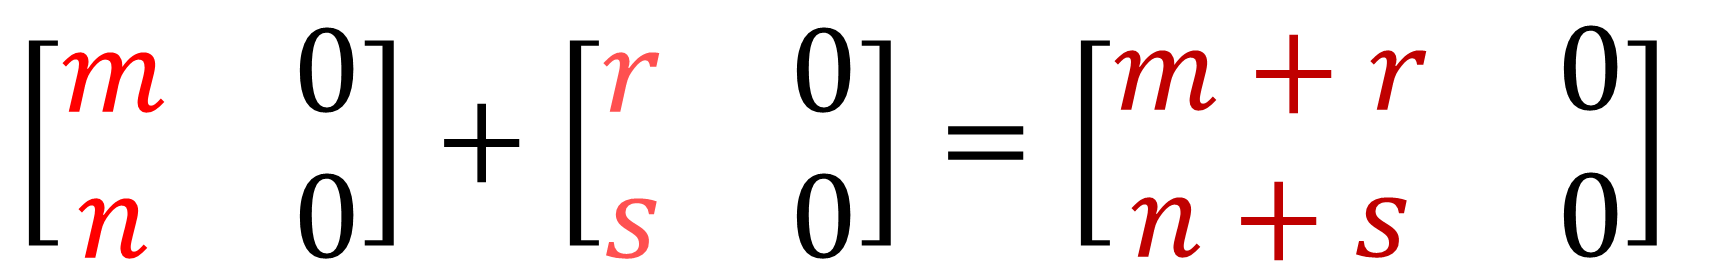 [m 0] + [r 0] = [m + r 0]
[n 0] [s 0] [n + s 0]